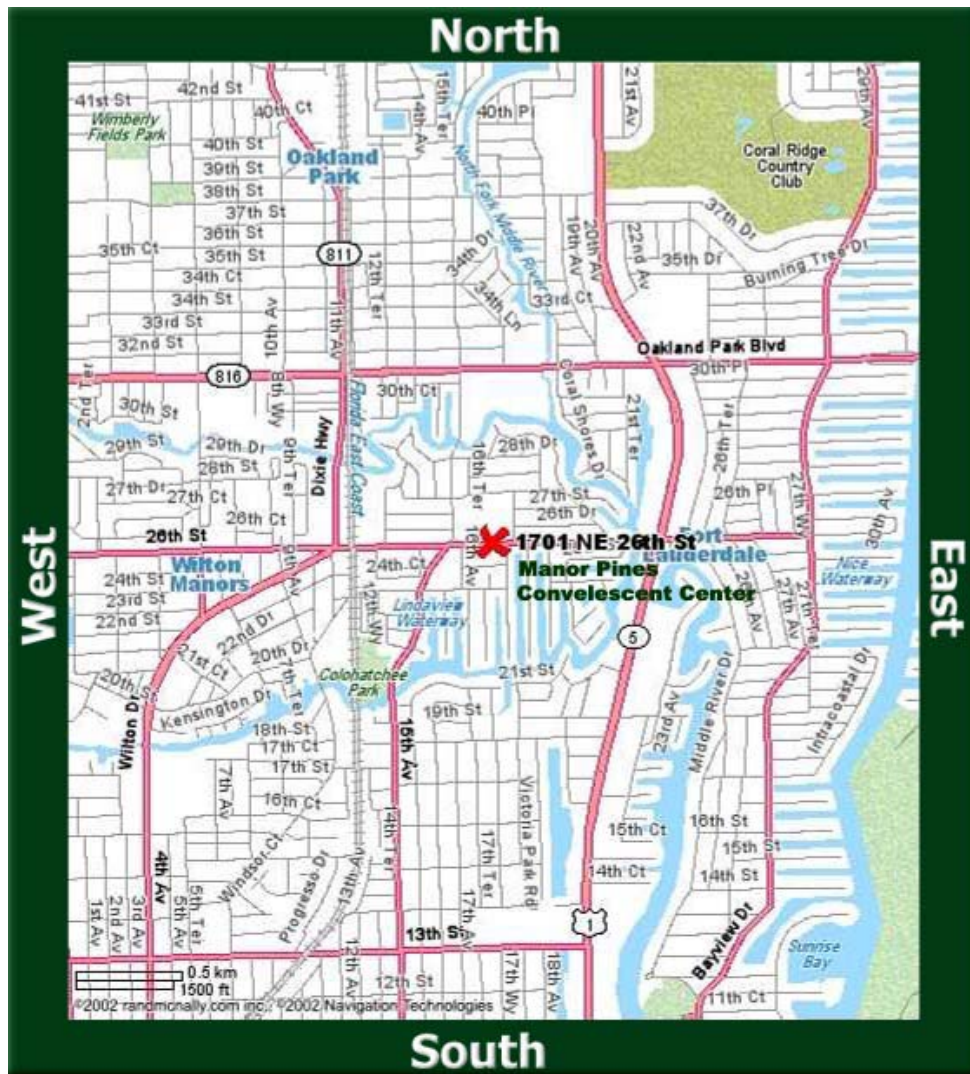 North
42nd St
41st St
Wimberly
Fields Park
40th Ct
40th St
39th St
38th St
37th St
36th St
35th Ct
35th St
34th Ct
34th St
33rd St
32nd St
Oakland
Park
811
12th Ter
11th Av
10th Av
15th Ter
14th Av
40th Pl
North Fork Middle River
34th Dr
34th Ln
33rd Ct
19th Av
20th Av
21st Av
22nd Av
35th Dr
37th Dr
Burning Tree Dr
Coral Ridge
Country
Club
29th Av
Oakland Park Blvd
816
2nd Ter
8th Wy
30th Ct
30th Pl
30th St
29th St
29th Dr
28th St
27th Dr
27th Ct
26th Ct
9th Ter
Dixie Hwy
Florida East Coast
16th Ter
28th Dr
Coral Shores Dr
21st Ter
27th St
26th Dr
26th Ter
26th Pl
27th Wy
30th Av
26th St
1701 NE 26th St
Manor Pines
Convelescent Center
Fort
Lauderdale
Wilton
Manors
24th St
23rd St
22nd St
9th Av
24th Ct
12th Wy
16th Av
Lindaview
Waterway
26th Av
27th Av
27th Ter
Nice
Waterway
5
West
East
22nd Dr
21st Ct
20th Dr
20th St
7th Ter
Kensington Dr
Colohatchee
Park
21st St
19th St
18th St
17th Ct
17th St
16th Ct
Wilton Dr
15th Av
14th Ter
23rd Av
Middle River Dr
Intracoastal Dr
7th Av
Windsor Ct
Progresso Dr
13th Av
Victoria Park Rd
17th Ter
15th Ct
14th Ct
16th St
15th St
14th St
4th Av
1st Av
2nd Av
3rd Av
5th Av
5th Ter
17th Av
1
Bayview Dr
Sunrise
Bay
13th St
12th Av
12th St
17th Wy
18th Av
11th Ct
0.5 km
1500 ft
©2002 randmcnally.com inc.; ©2002 Navigation Technologies
South